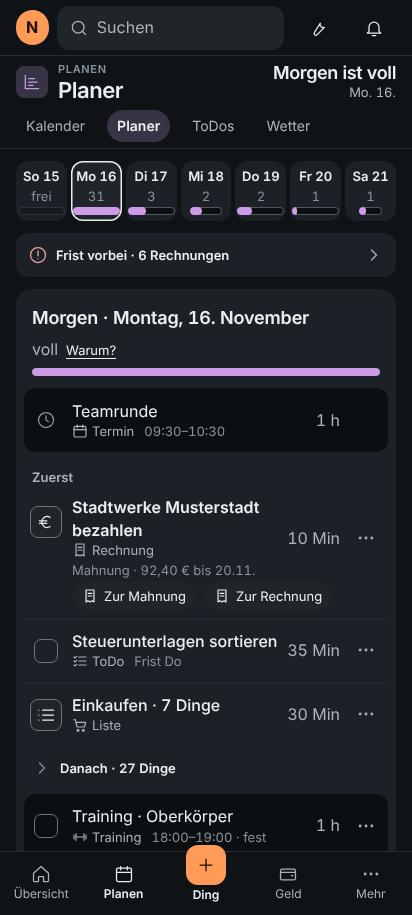 N
Suchen
PLANEN
Planer
Morgen ist voll
Mo. 16.
Kalender
Planer
ToDos
Wetter
So 15
frei
Mo 16
31
Di 17
3
Mi 18
2
Do 19
2
Fr 20
1
Sa 21
1
Frist vorbei · 6 Rechnungen
Morgen · Montag, 16. November
voll Warum?
Teamrunde
Termin 09:30–10:30
1 h
Zuerst
Stadtwerke Musterstadt
bezahlen
Rechnung
Mahnung · 92,40 € bis 20.11.
10 Min
Zur Mahnung
Zur Rechnung
Steuerunterlagen sortieren
ToDo Frist Do
35 Min
Einkaufen · 7 Dinge
Liste
30 Min
Danach · 27 Dinge
Training · Oberkörper
Training 18:00–19:00 · fest
1 h
Übersicht
Planen
Ding
Geld
Mehr